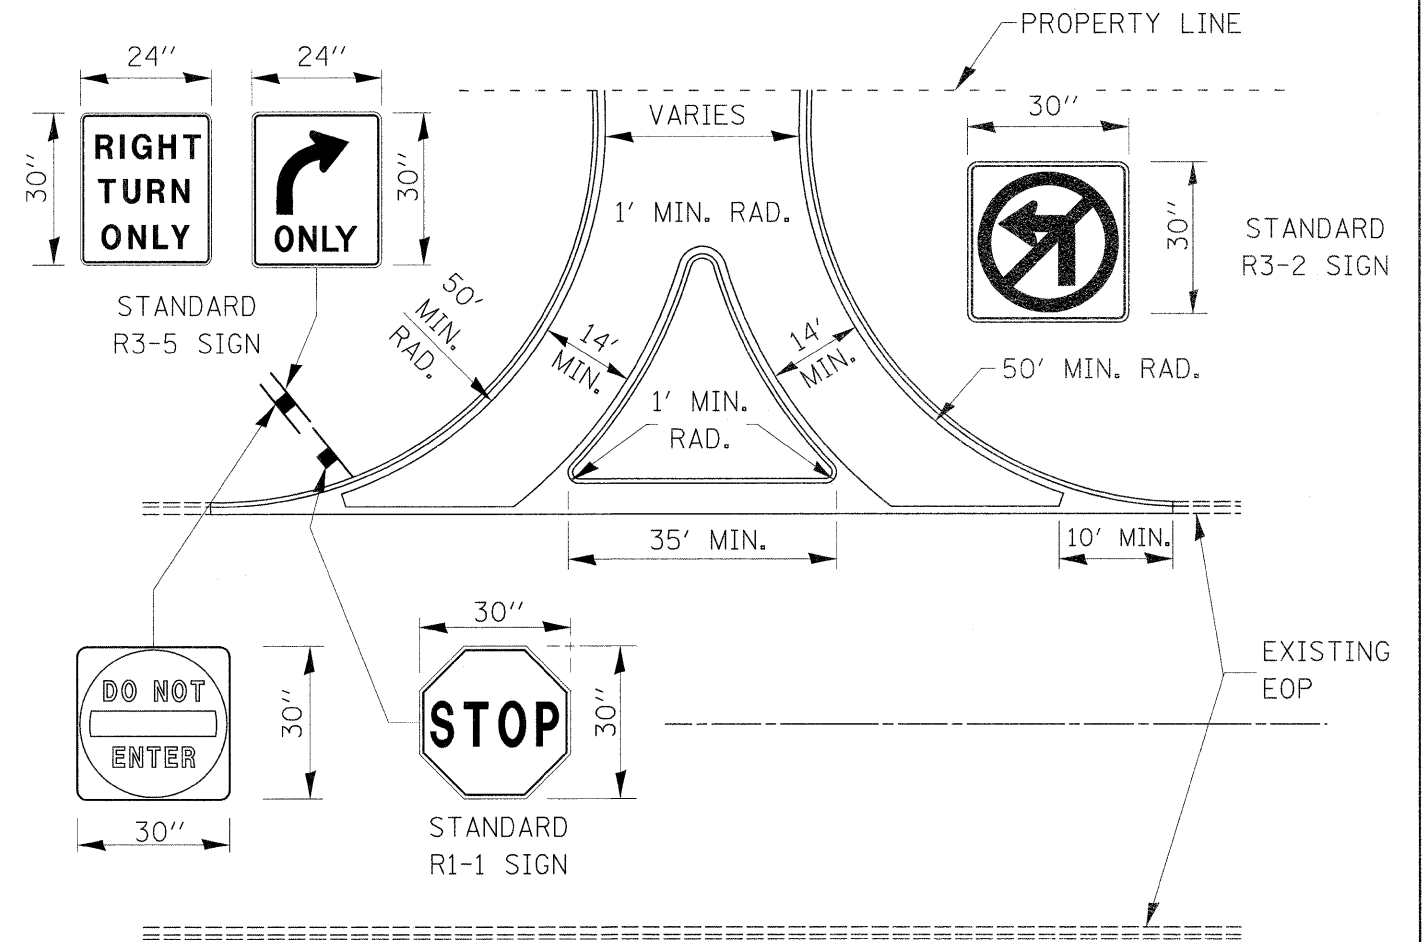 PROPERTY LINE
24"
24"
30"
VARIES
RIGHT
TURN
ONLY
30"
ONLY
30"
30"
1' MIN. RAD.
STANDARD
R3-2 SIGN
STANDARD
R3-5 SIGN
50'
MIN.
RAD.
14'
MIN.
14'
MIN.
50' MIN. RAD.
1' MIN.
RAD.
35' MIN.
10' MIN.
30"
EXISTING
EOP
DO NOT
ENTER
30"
STOP
30"
30"
STANDARD
R1-1 SIGN